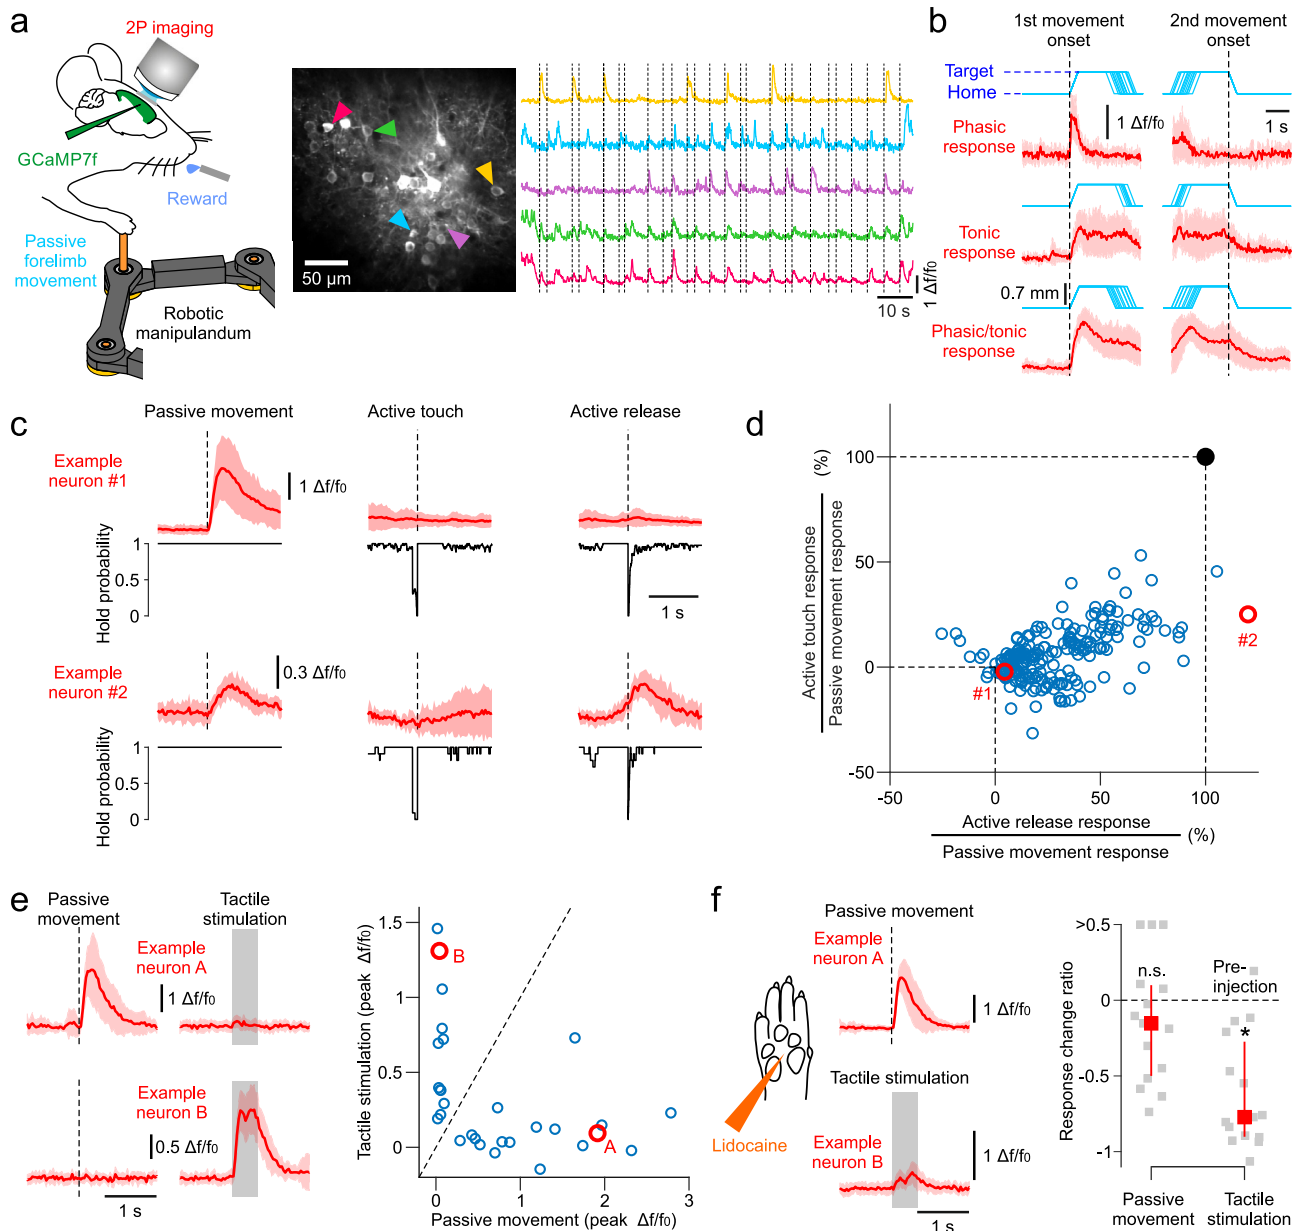 a
2P imaging
GCaMP7f
Reward
Passive
forelimb
movement
Robotic
manipulandum
50 µm
1 Δf/f₀
10 s
b
1st movement
onset
2nd movement
onset
Target
Home
1 Δf/f₀
1 s
Phasic
response
Tonic
response
0.7 mm
Phasic/tonic
response
c
Passive movement
Active touch
Active release
Example
neuron #1
1 Δf/f₀
Hold probability
1
0.5
0
1 s
Example
neuron #2
0.3 Δf/f₀
Hold probability
1
0.5
0
d
Active touch response
Passive movement response
(%)
100
50
0
-50
#1
#2
-50
0
50
100
Active release response
Passive movement response
(%)
e
Passive
movement
Tactile
stimulation
Example
neuron A
1 Δf/f₀
Example
neuron B
0.5 Δf/f₀
1 s
Tactile stimulation (peak Δf/f₀)
1.5
1
0.5
0
B
A
0
1
2
3
Passive movement (peak Δf/f₀)
f
Passive movement
Example
neuron A
1 Δf/f₀
Tactile stimulation
Lidocaine
Example
neuron B
1 Δf/f₀
1 s
Response change ratio
>0.5
0
-0.5
-1
n.s.
Pre-
injection
*
Passive
movement
Tactile
stimulation